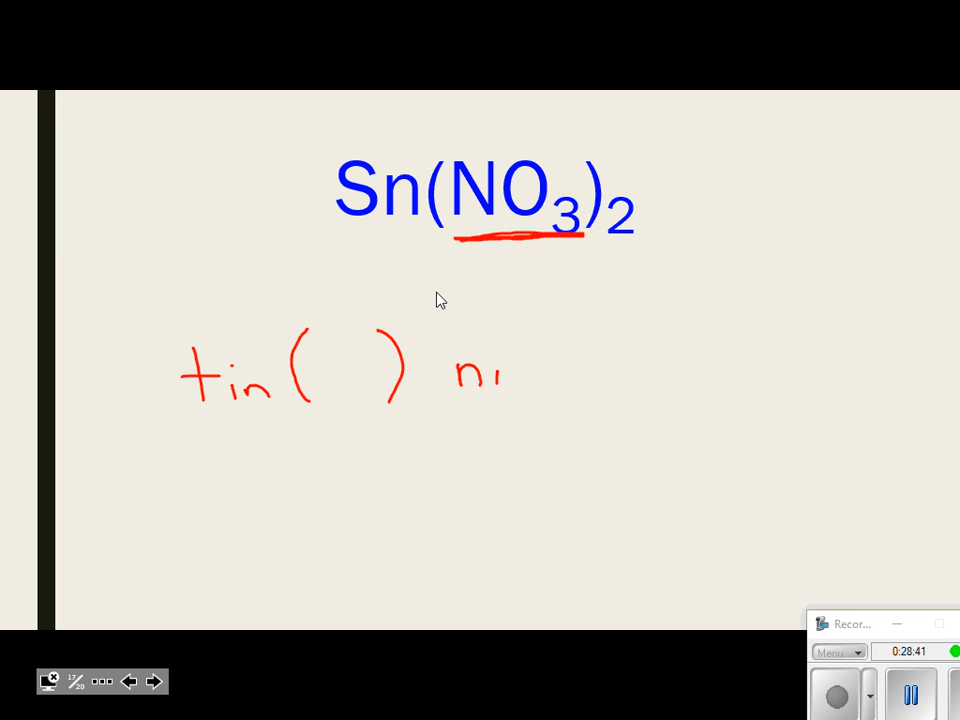 Sn(NO₃)₂
tin( ) ni
17/20
Recor...
Menu...
0:28:41